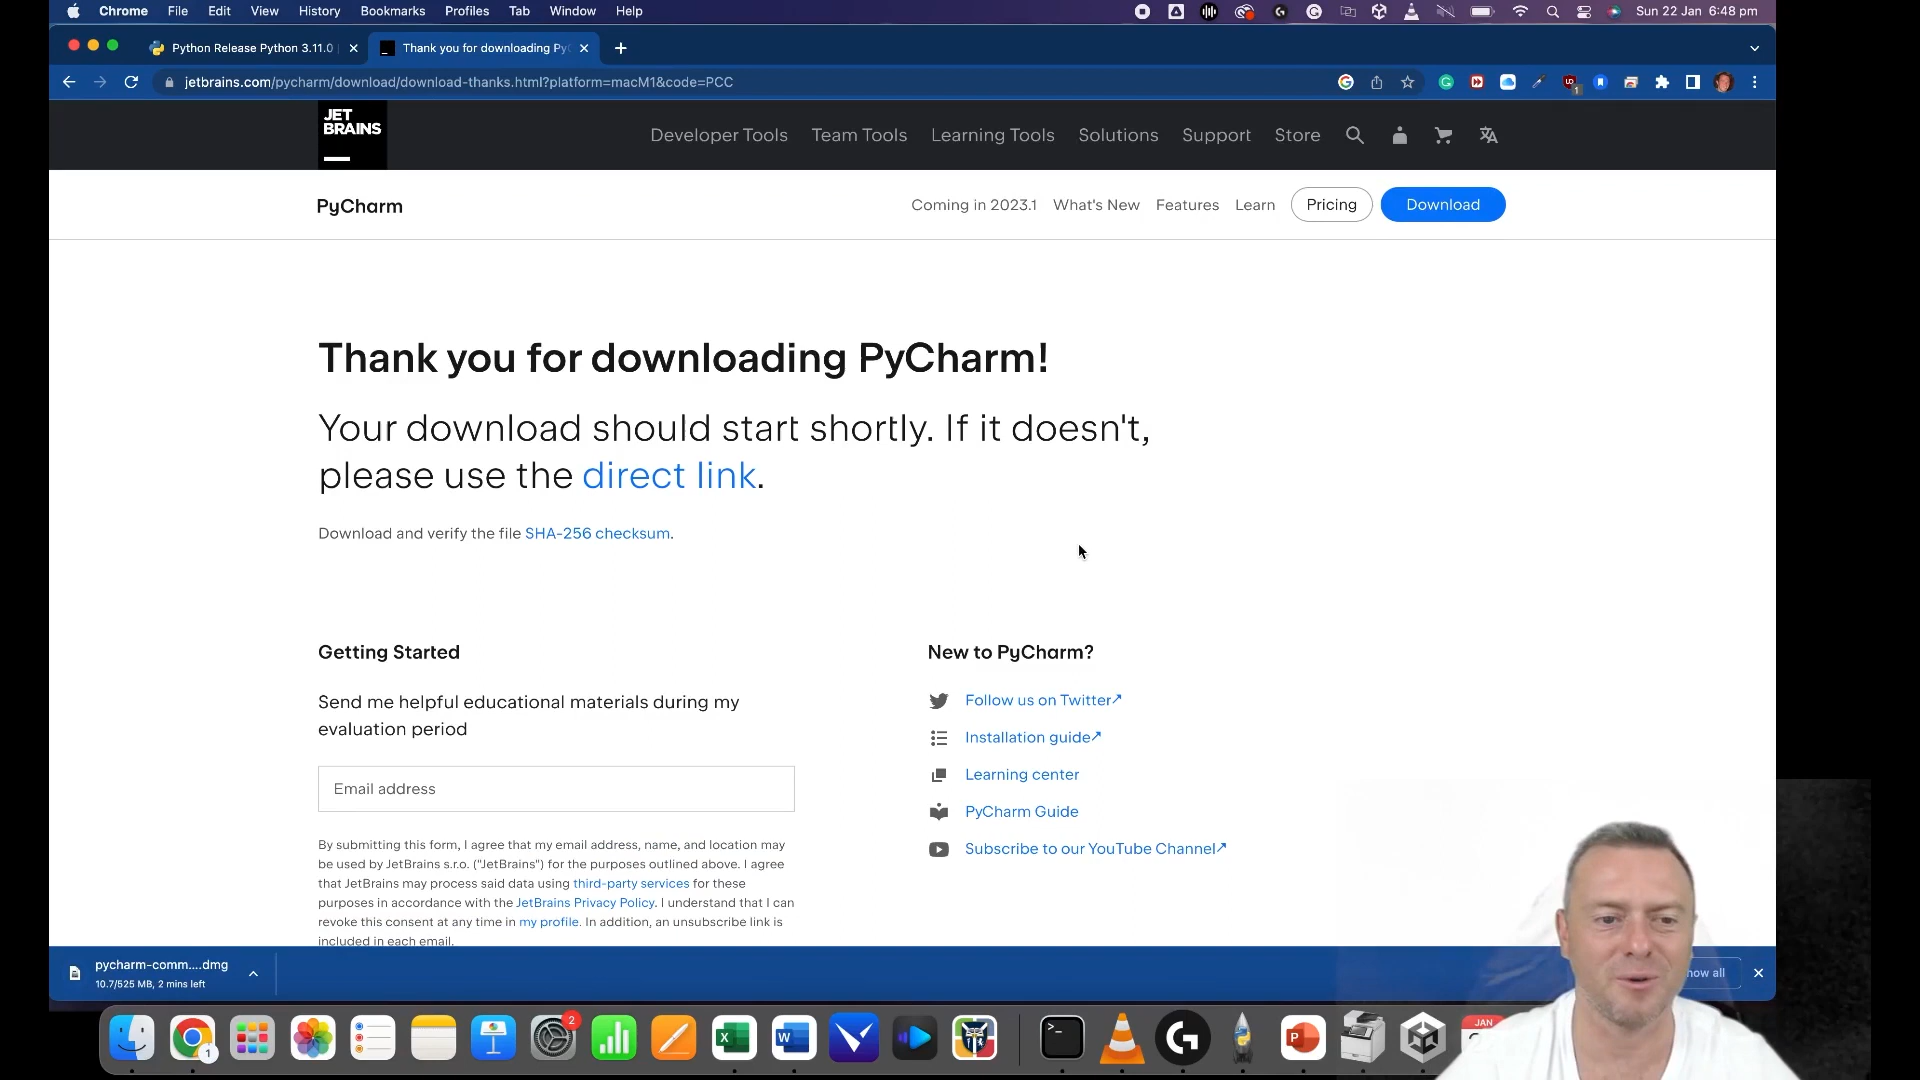 Chrome File Edit View History Bookmarks Profiles Tab Window Help Sun 22 Jan 6:48 pm
Python Release Python 3.11.0 Thank you for downloading Py
jetbrains.com/pycharm/download/download-thanks.html?platform=macM1&code=PCC
JET
BRAINS
Developer Tools Team Tools Learning Tools Solutions Support Store
PyCharm
Coming in 2023.1 What's New Features Learn Pricing Download
Thank you for downloading PyCharm!
Your download should start shortly. If it doesn't,
please use the direct link.
Download and verify the file SHA-256 checksum.
Getting Started
Send me helpful educational materials during my
evaluation period
Email address
By submitting this form, I agree that my email address, name, and location may
be used by JetBrains s.r.o. ("JetBrains") for the purposes outlined above. I agree
that JetBrains may process said data using third-party services for these
purposes in accordance with the JetBrains Privacy Policy. I understand that I can
revoke this consent at any time in my profile. In addition, an unsubscribe link is
included in each email.
New to PyCharm?
Follow us on Twitter↗
Installation guide↗
Learning center
PyCharm Guide
Subscribe to our YouTube Channel↗
pycharm-comm....dmg
10.7/525 MB, 2 mins left
2
1
JAN